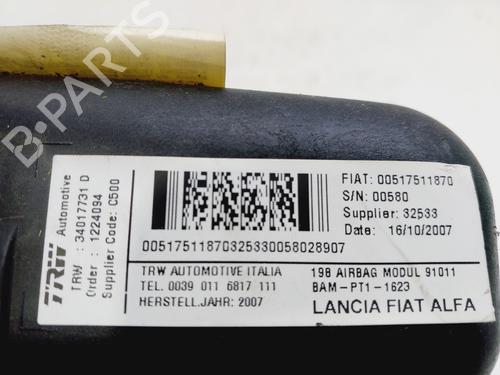 TRW Automotive
TRW : 34017731 D
Order : 1224094
Supplier Code: C500
FIAT: 00517511870
S/N: 00580
Supplier: 32533
Date: 16/10/2007
00517511870325330058028907
TRW AUTOMOTIVE ITALIA
TEL. 0039 011 6817 111
HERSTELL.JAHR: 2007
198 AIRBAG MODUL 91011
BAM-PT1-1623
LANCIA FIAT ALFA
B-PARTS